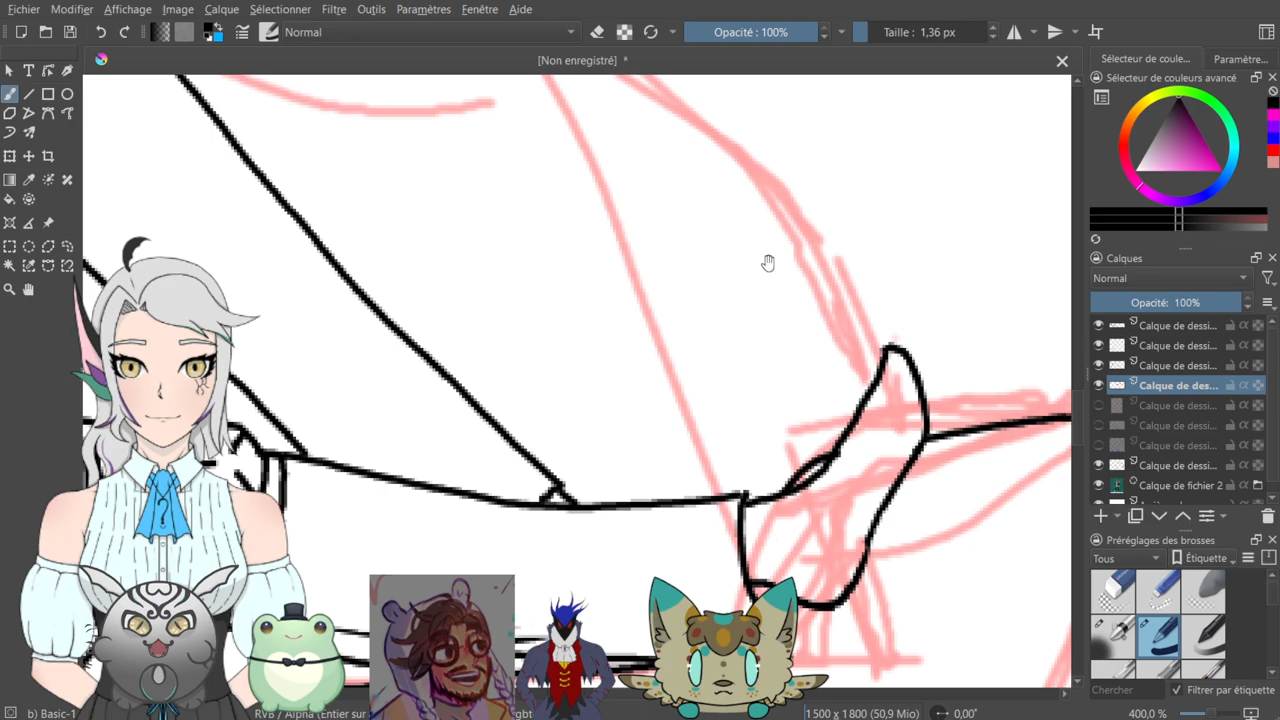 Fichier Modifier Affichage Image Calque Sélectionner Filtre Outils Paramètres Fenêtre Aide
Normal
Opacité : 100%
Taille : 1,36 px
[Non enregistré] *
Sélecteur de coule...
Paramètre...
Sélecteur de couleurs avancé
Calques
Normal
Opacité: 100%
Calque de dessi...
Calque de dessi...
Calque de dessi...
Calque de des...
Calque de dessi...
Calque de dessi...
Calque de dessi...
Calque de dessi...
Calque de fichier 2
Préréglages des brosses
Tous
Étiquette
Chercher
Filtrer par étiquette
b) Basic-1
RVB / Alpha (Entier sur
1 500 x 1 800 (50,9 Mio)
0,00°
400,0 %